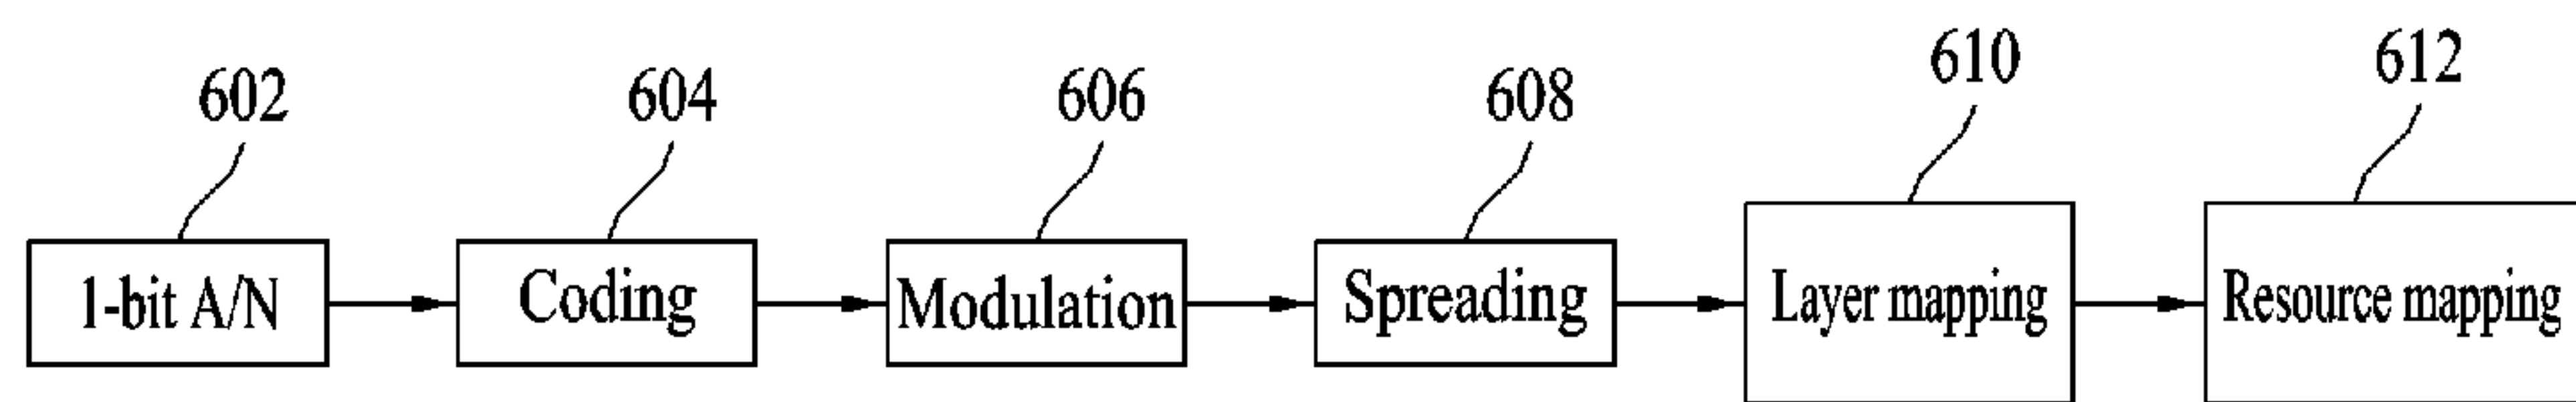 602
604
606
608
610
612
1-bit A/N
Coding
Modulation
Spreading
Layer mapping
Resource mapping